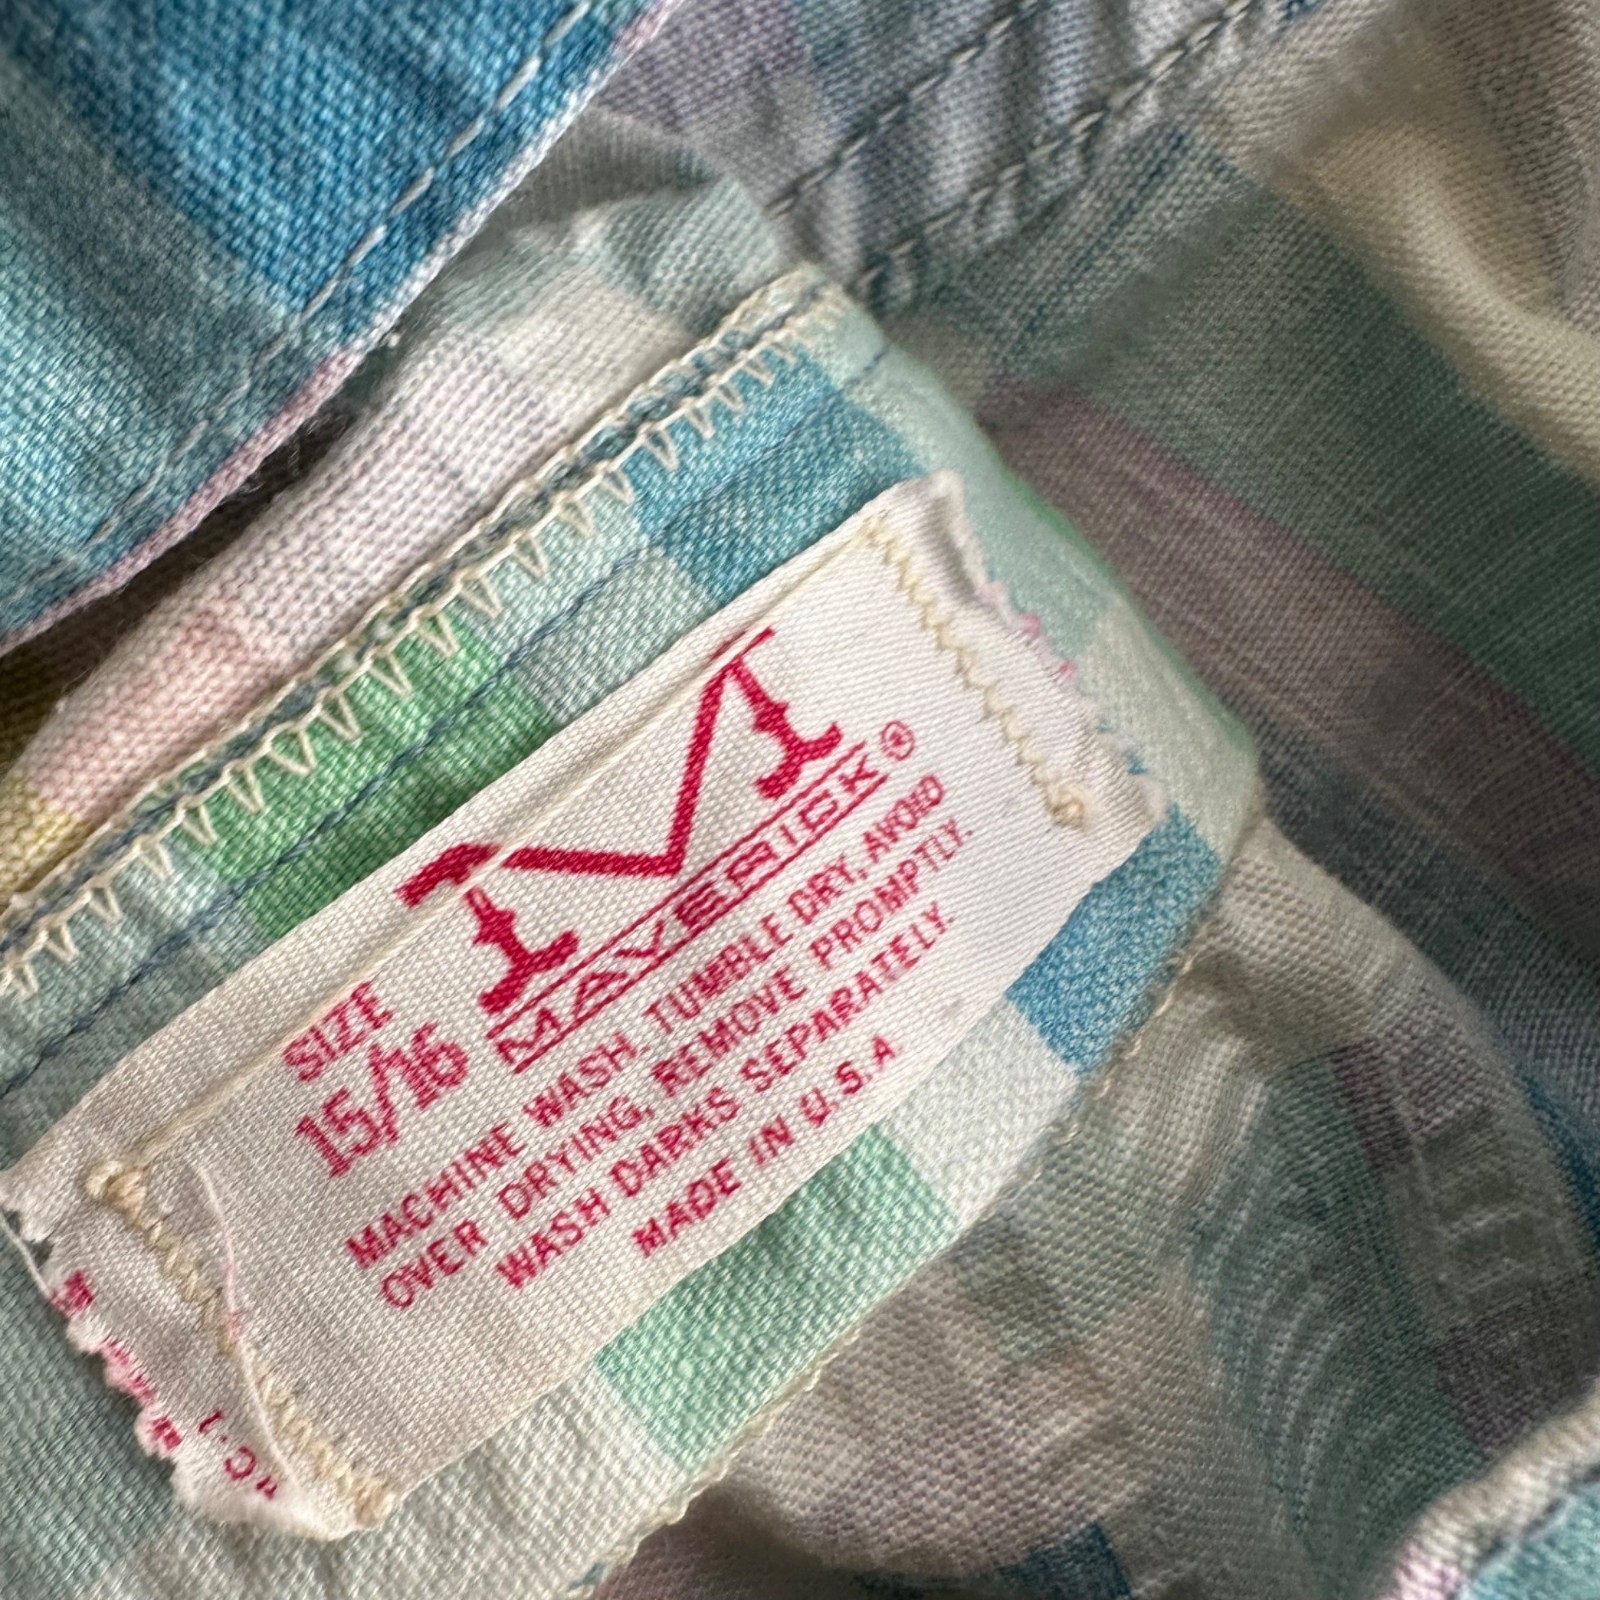 M
MAVERICK®
SIZE
15/16
MACHINE WASH, TUMBLE DRY, AVOID
OVER DRYING, REMOVE PROMPTLY.
WASH DARKS SEPARATELY.
MADE IN U.S.A